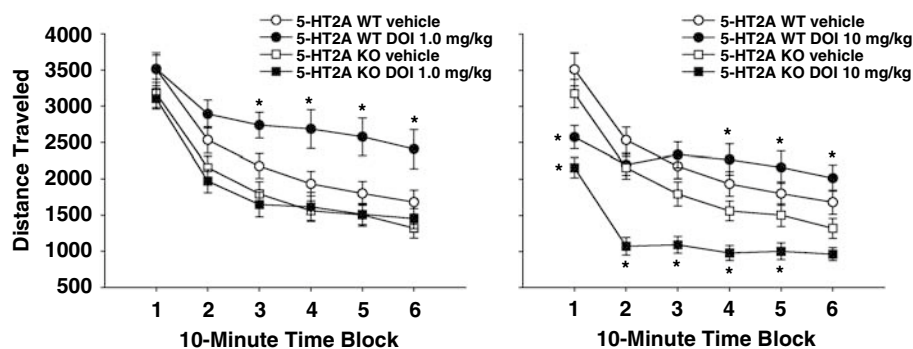 5-HT2A WT vehicle
5-HT2A WT DOI 1.0 mg/kg
5-HT2A KO vehicle
5-HT2A KO DOI 1.0 mg/kg
5-HT2A WT vehicle
5-HT2A WT DOI 10 mg/kg
5-HT2A KO vehicle
5-HT2A KO DOI 10 mg/kg
Distance Traveled
4000
3500
3000
2500
2000
1500
1000
500
* * * *
* * * * * * * * *
1 2 3 4 5 6
10-Minute Time Block
1 2 3 4 5 6
10-Minute Time Block